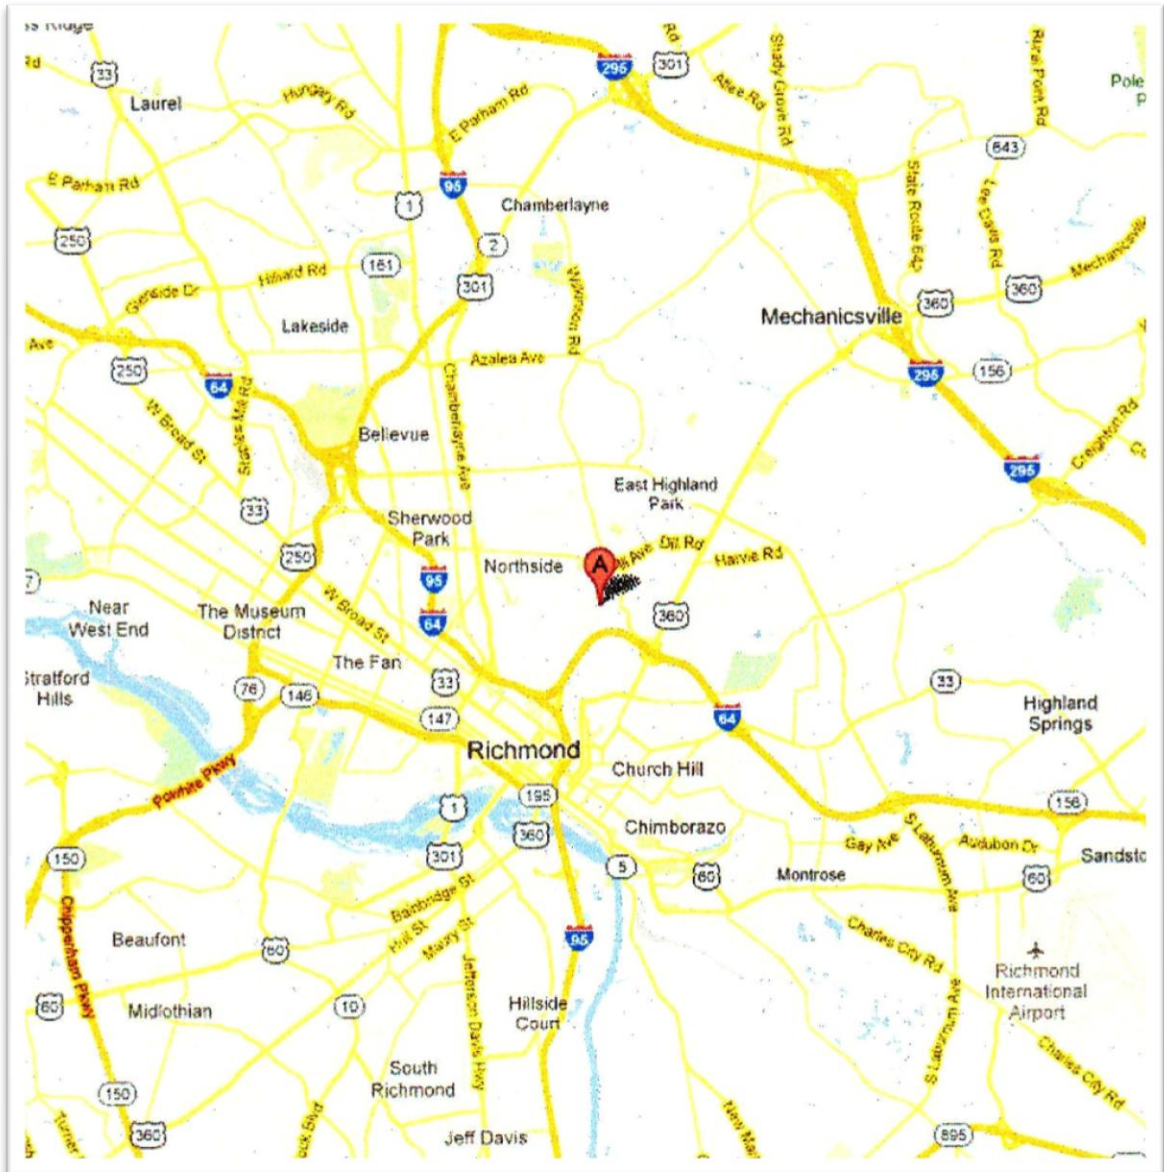 33
Laurel
Hungary Rd
E Parham Rd
295
301
Atlee Rd
Shady Grove Rd
Rural Point Rd
Pole
643
E Parham Rd
95
1
Chamberlayne
State Route 643
Lee Davis Rd
250
2
161
Hilliard Rd
301
Wilkinson Rd
360
360
Glenside Dr
Lakeside
Mechanicsville
Ave
250
64
Azalea Ave
295
156
W Broad St
Staples Mill Rd
Chamberlayne Ave
Bellevue
Creighton Rd
295
East Highland
Park
33
Sherwood
Park
250
Northside
A
Dill Rd
Harvie Rd
95
64
360
Near
West End
The Museum
District
W Broad St
The Fan
Stratford
Hills
76
146
33
147
64
33
Highland
Springs
Richmond
Church Hill
Powhite Pkwy
1
195
156
360
Chimborazo
150
301
5
Gay Ave
S Laburnum Ave
Audubon Dr
60
Montrose
60
Chippenham Pkwy
Bainbridge St
Hull St
Maury St
Beaufont
60
95
Charles City Rd
Richmond
International
Airport
60
Midlothian
10
Jefferson Davis Hwy
Hillside
Court
S Laburnum Ave
Charles City Rd
South
Richmond
150
360
Jeff Davis
895